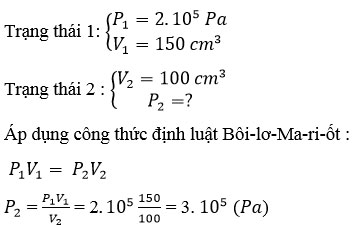 Trạng thái 1: {P₁ = 2. 10⁵ Pa
V₁ = 150 cm³
Trạng thái 2 : {V₂ = 100 cm³
P₂ =?
Áp dụng công thức định luật Bôi-lơ-Ma-ri-ốt :
P₁V₁ = P₂V₂
P₂ = P₁V₁/V₂ = 2. 10⁵ 150/100 = 3. 10⁵ (Pa)